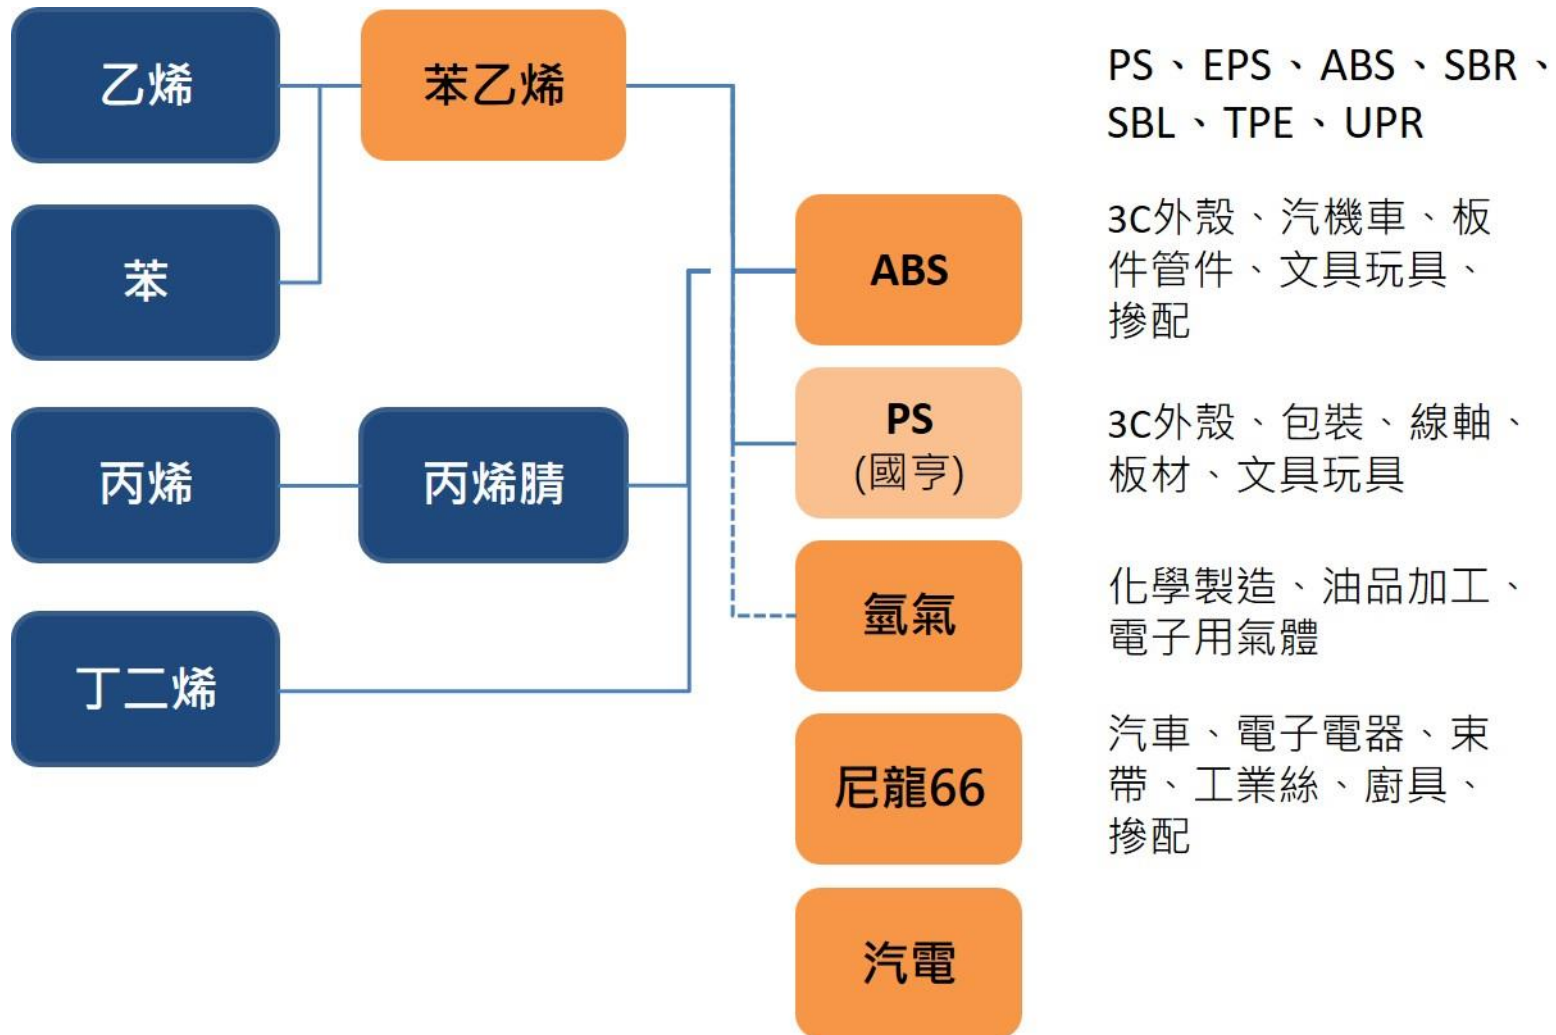 乙烯
苯乙烯
PS、EPS、ABS、SBR、
SBL、TPE、UPR
苯
ABS
3C外殼、汽機車、板
件管件、文具玩具、
摻配
丙烯
丙烯腈
PS
(國亨)
3C外殼、包裝、線軸、
板材、文具玩具
丁二烯
氫氣
化學製造、油品加工、
電子用氣體
尼龍66
汽車、電子電器、束
帶、工業絲、廚具、
摻配
汽電